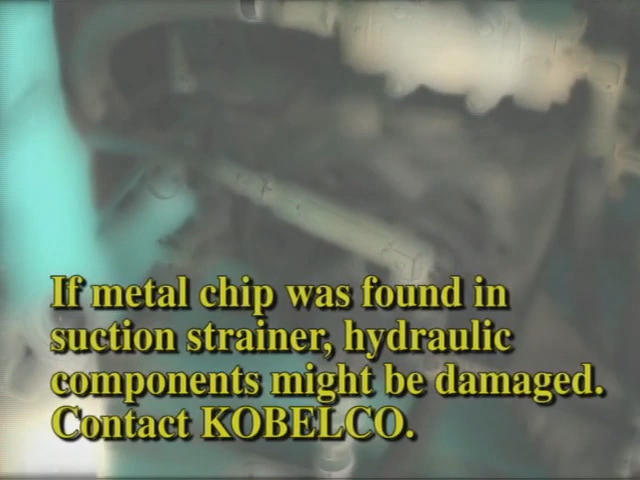 If metal chip was found in
suction strainer, hydraulic
components might be damaged.
Contact KOBELCO.